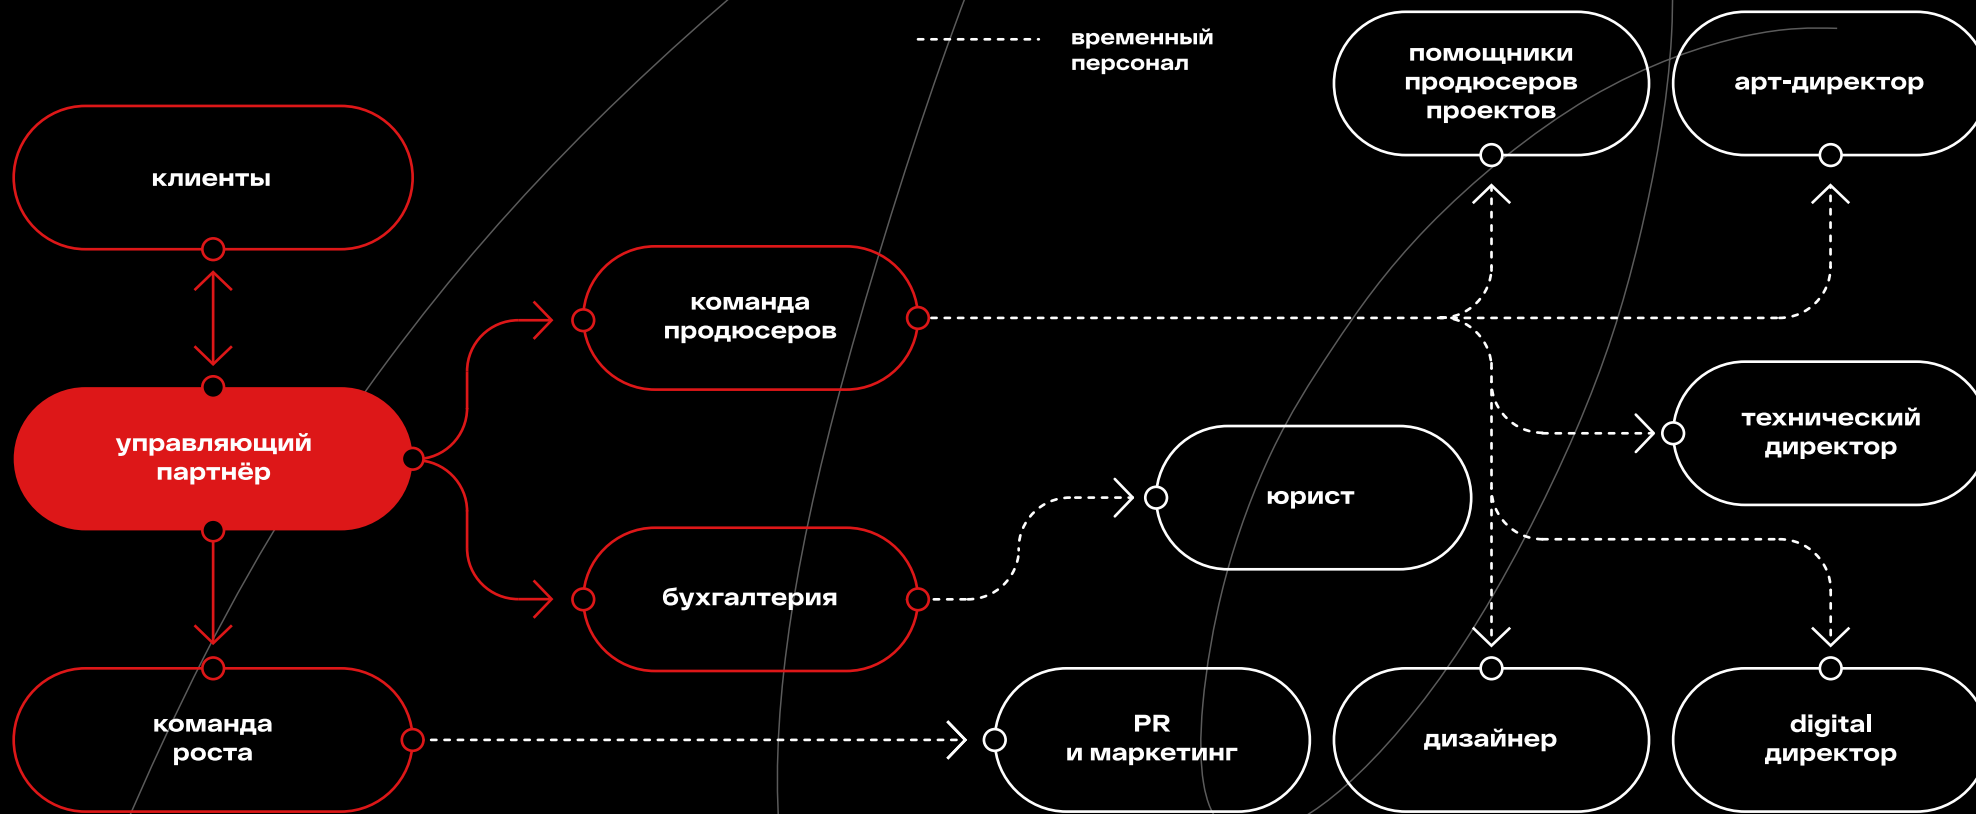 временный
персонал
помощники
продюсеров
проектов
арт-директор
клиенты
команда
продюсеров
управляющий
партнёр
технический
директор
юрист
бухгалтерия
команда
роста
PR
и маркетинг
дизайнер
digital
директор